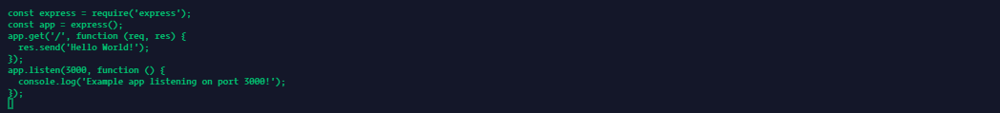 const express = require('express');
const app = express();
app.get('/', function (req, res) {
  res.send('Hello World!');
});
app.listen(3000, function () {
  console.log('Example app listening on port 3000!');
});